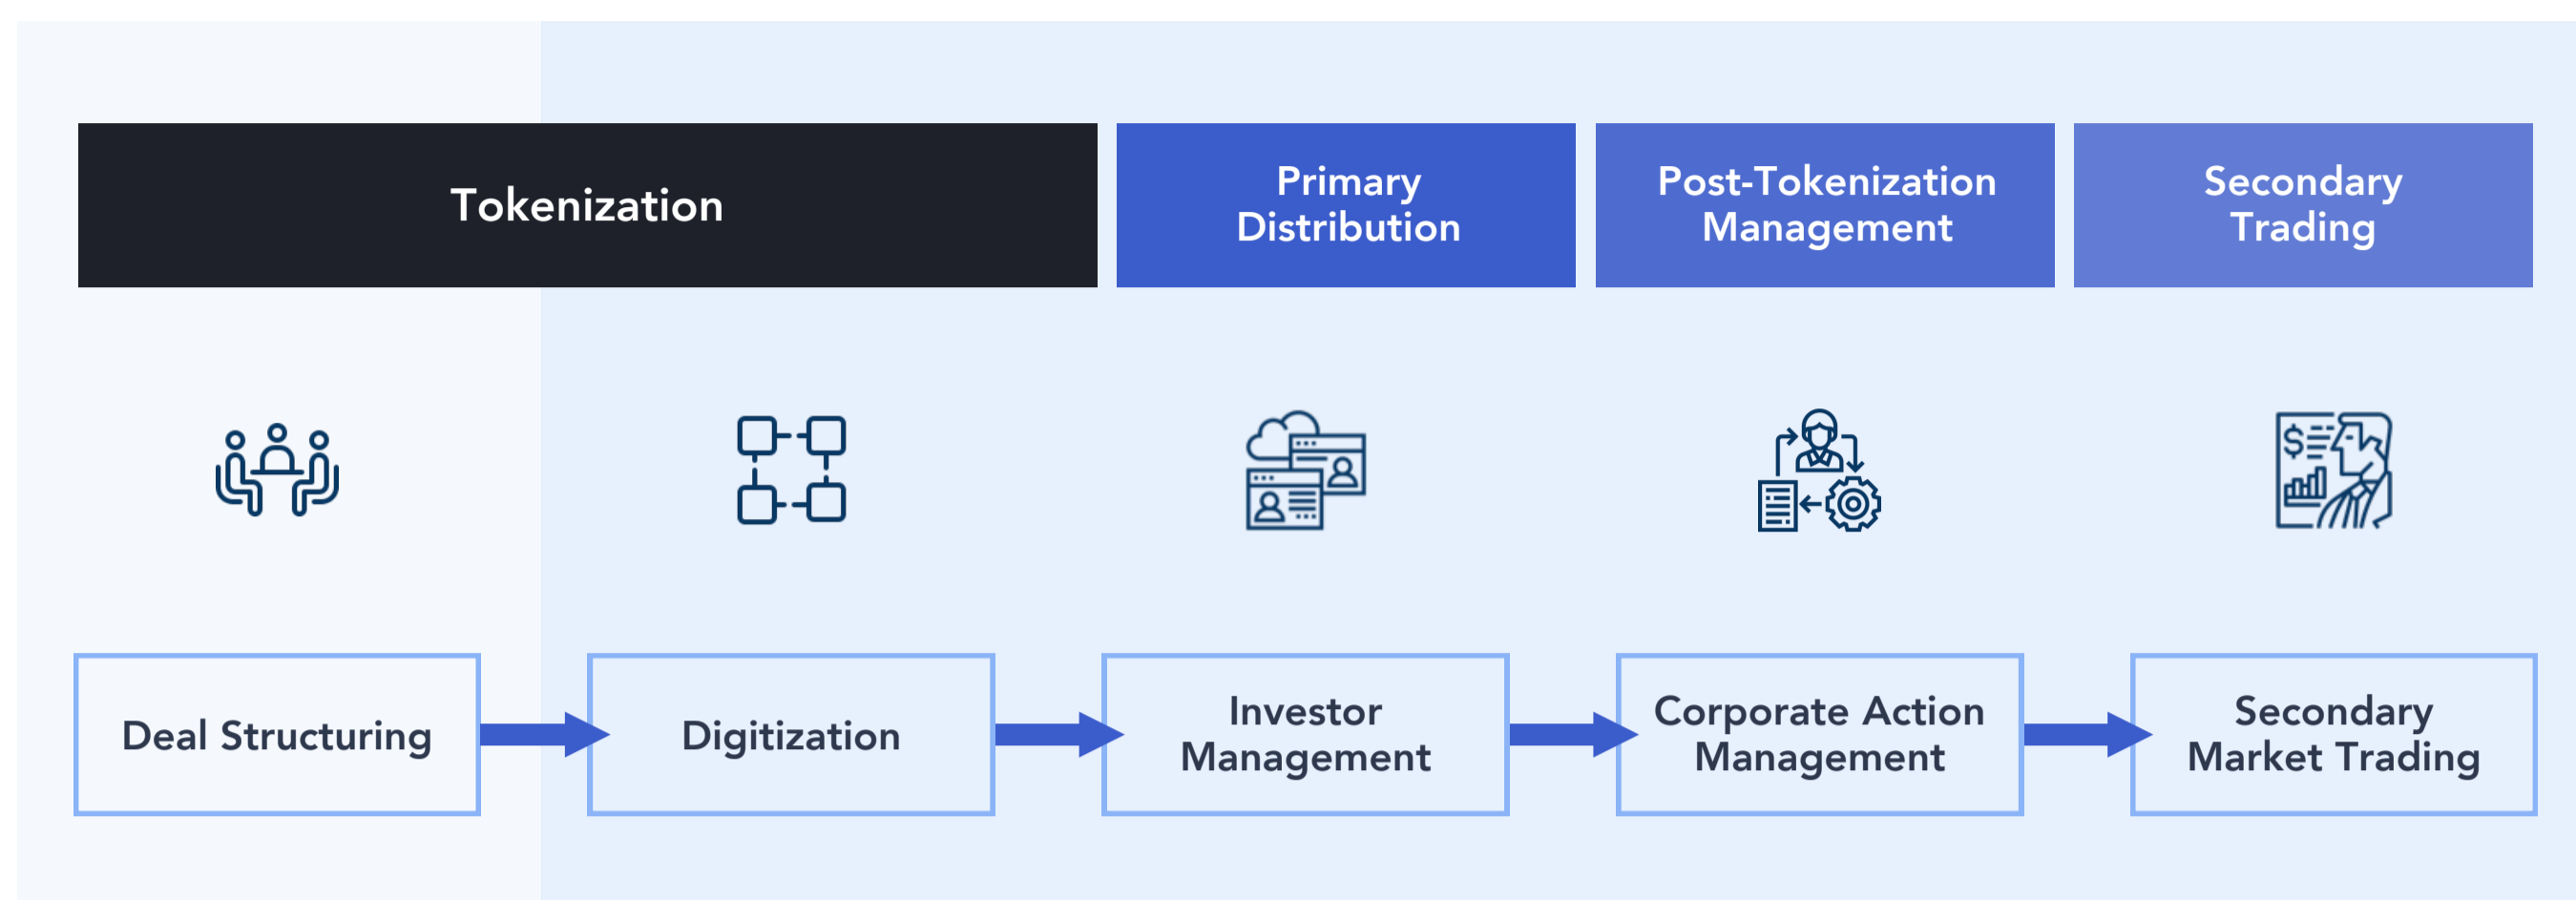 Tokenization
Primary
Distribution
Post-Tokenization
Management
Secondary
Trading
$
Deal Structuring
Digitization
Investor
Management
Corporate Action
Management
Secondary
Market Trading